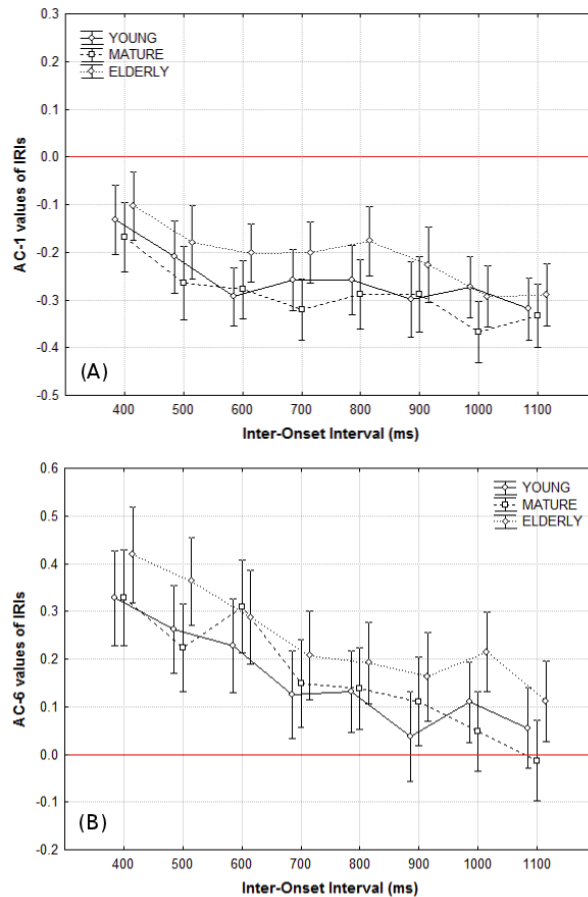 0.3
YOUNG
MATURE
ELDERLY
0.2
0.1
0.0
-0.1
-0.2
-0.3
-0.4
-0.5
AC-1 values of IRIs
(A)
400 500 600 700 800 900 1000 1100
Inter-Onset Interval (ms)
0.6
YOUNG
MATURE
ELDERLY
0.5
0.4
0.3
0.2
0.1
0.0
-0.1
-0.2
AC-6 values of IRIs
(B)
400 500 600 700 800 900 1000 1100
Inter-Onset Interval (ms)